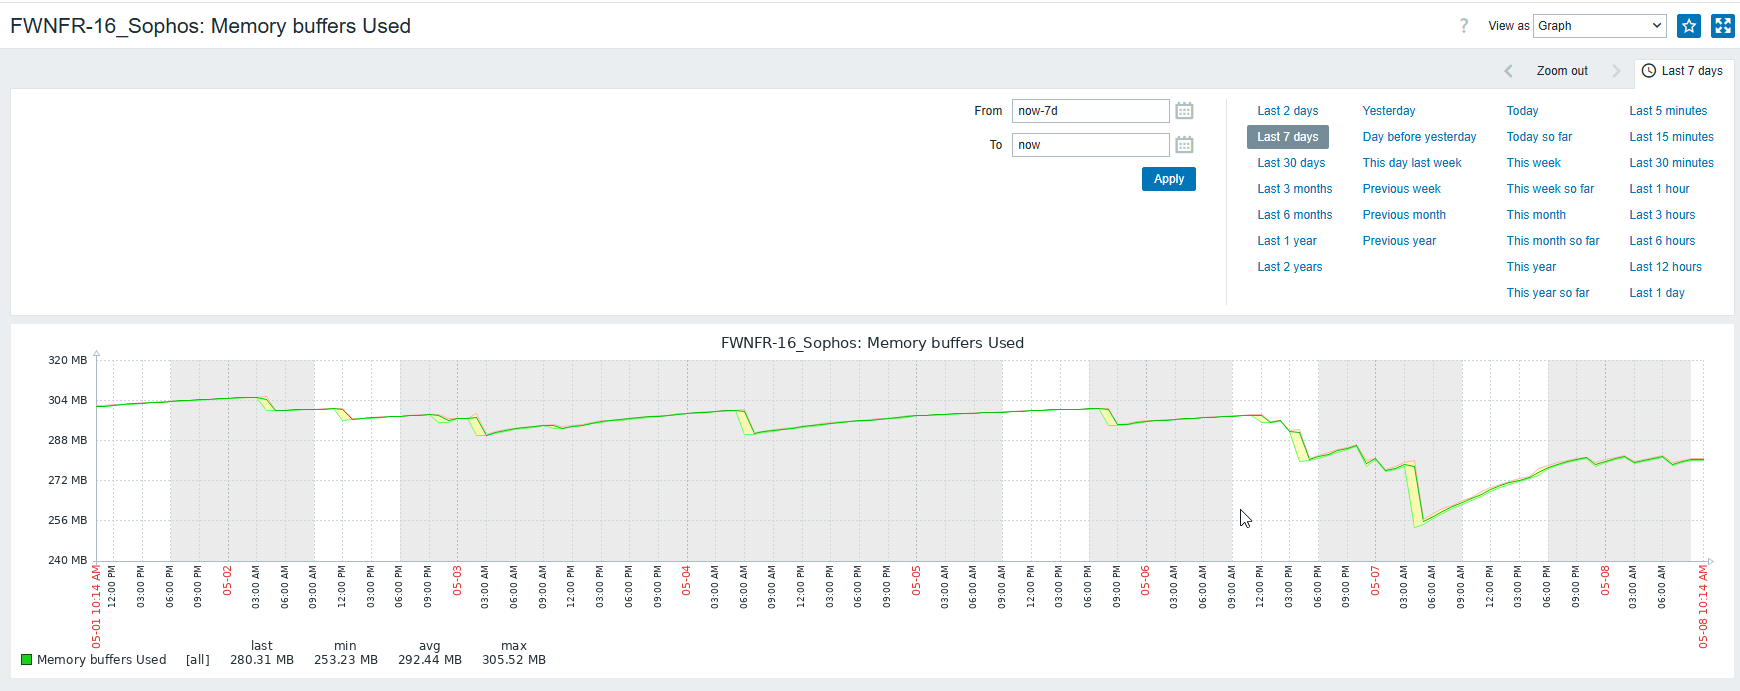 FWNFR-16_Sophos: Memory buffers Used
? View as Graph
Zoom out Last 7 days
From now-7d
To now
Apply
Last 2 days Yesterday Today Last 5 minutes
Last 7 days Day before yesterday Today so far Last 15 minutes
Last 30 days This day last week This week Last 30 minutes
Last 3 months Previous week This week so far Last 1 hour
Last 6 months Previous month This month Last 3 hours
Last 1 year Previous year This month so far Last 6 hours
Last 2 years This year Last 12 hours
This year so far Last 1 day
FWNFR-16_Sophos: Memory buffers Used
320 MB
304 MB
288 MB
272 MB
256 MB
240 MB
05-01 10:14 AM 12:00 PM 03:00 PM 06:00 PM 09:00 PM 05-02 03:00 AM 06:00 AM 09:00 AM 12:00 PM 03:00 PM 06:00 PM 09:00 PM 05-03 03:00 AM 06:00 AM 09:00 AM 12:00 PM 03:00 PM 06:00 PM 09:00 PM 05-04 03:00 AM 06:00 AM 09:00 AM 12:00 PM 03:00 PM 06:00 PM 09:00 PM 05-05 03:00 AM 06:00 AM 09:00 AM 12:00 PM 03:00 PM 06:00 PM 09:00 PM 05-06 03:00 AM 06:00 AM 09:00 AM 12:00 PM 03:00 PM 06:00 PM 09:00 PM 05-07 03:00 AM 06:00 AM 09:00 AM 12:00 PM 03:00 PM 06:00 PM 09:00 PM 05-08 03:00 AM 06:00 AM 05-08 10:14 AM
last min avg max
Memory buffers Used [all] 280.31 MB 253.23 MB 292.44 MB 305.52 MB